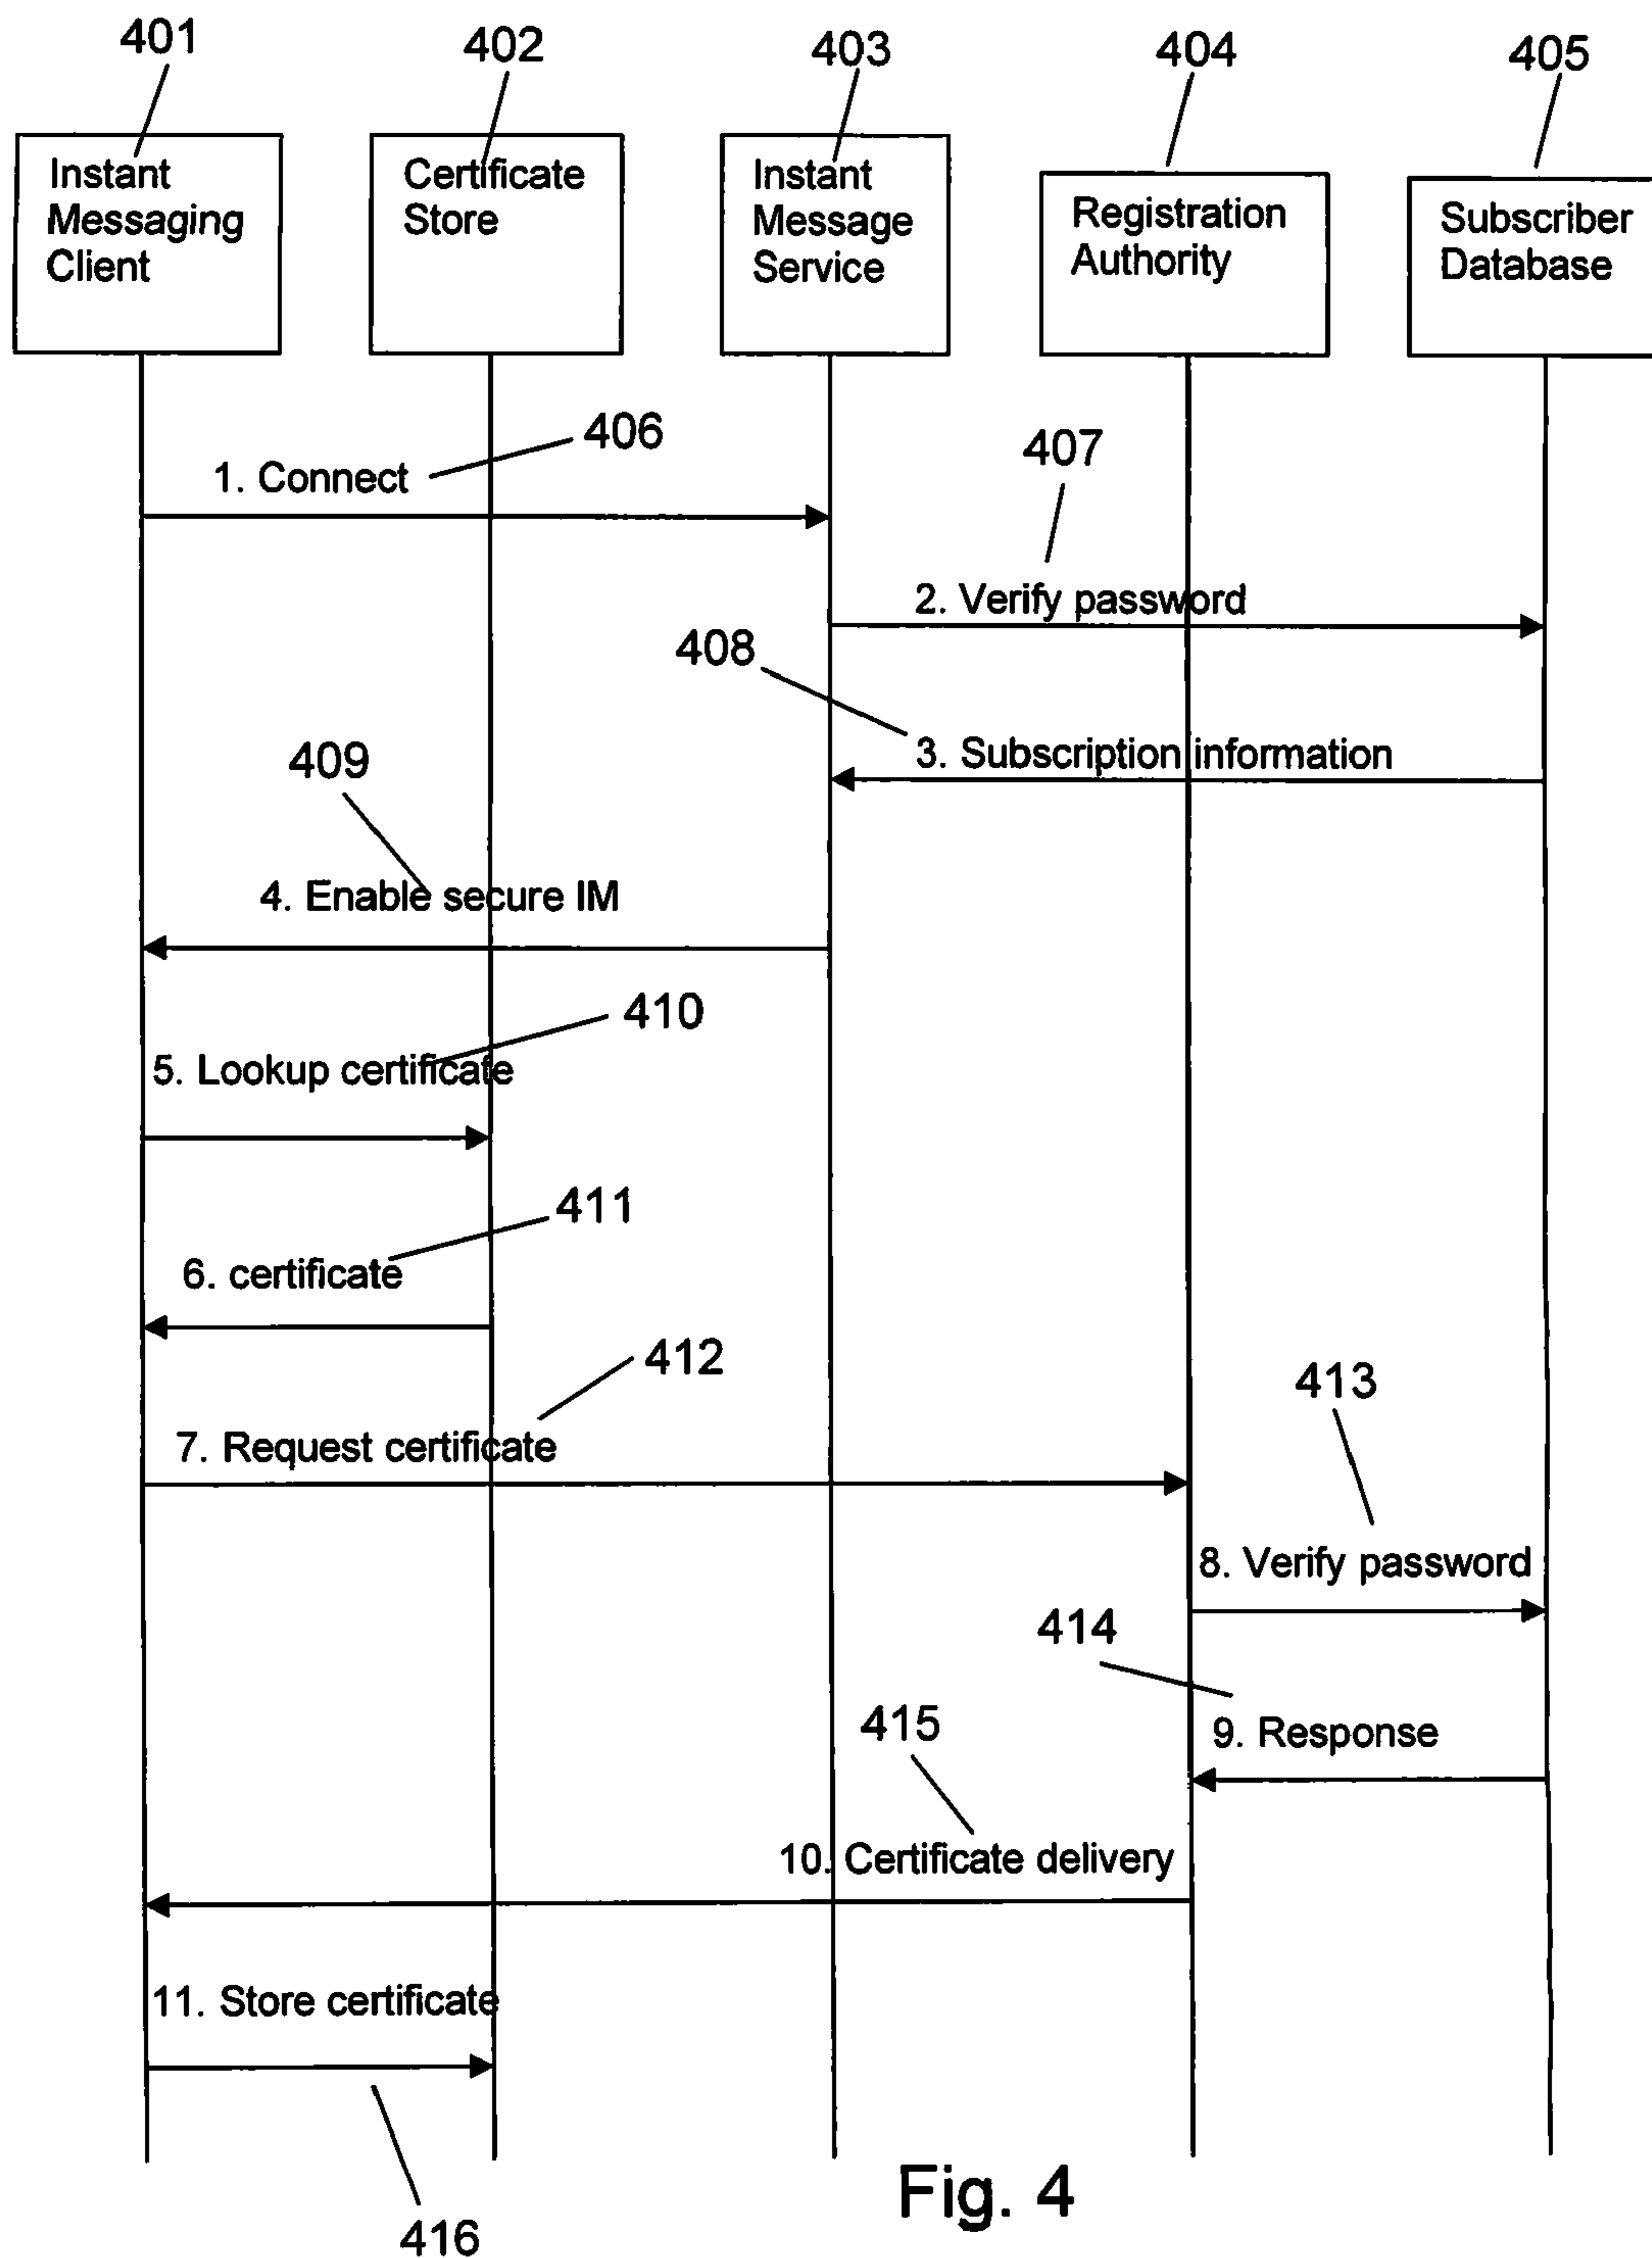 401
402
403
404
405
Instant
Messaging
Client
Certificate
Store
Instant
Message
Service
Registration
Authority
Subscriber
Database
406
1. Connect
407
2. Verify password
408
3. Subscription information
409
4. Enable secure IM
410
5. Lookup certificate
411
6. certificate
412
7. Request certificate
413
8. Verify password
414
9. Response
415
10. Certificate delivery
11. Store certificate
416
Fig. 4